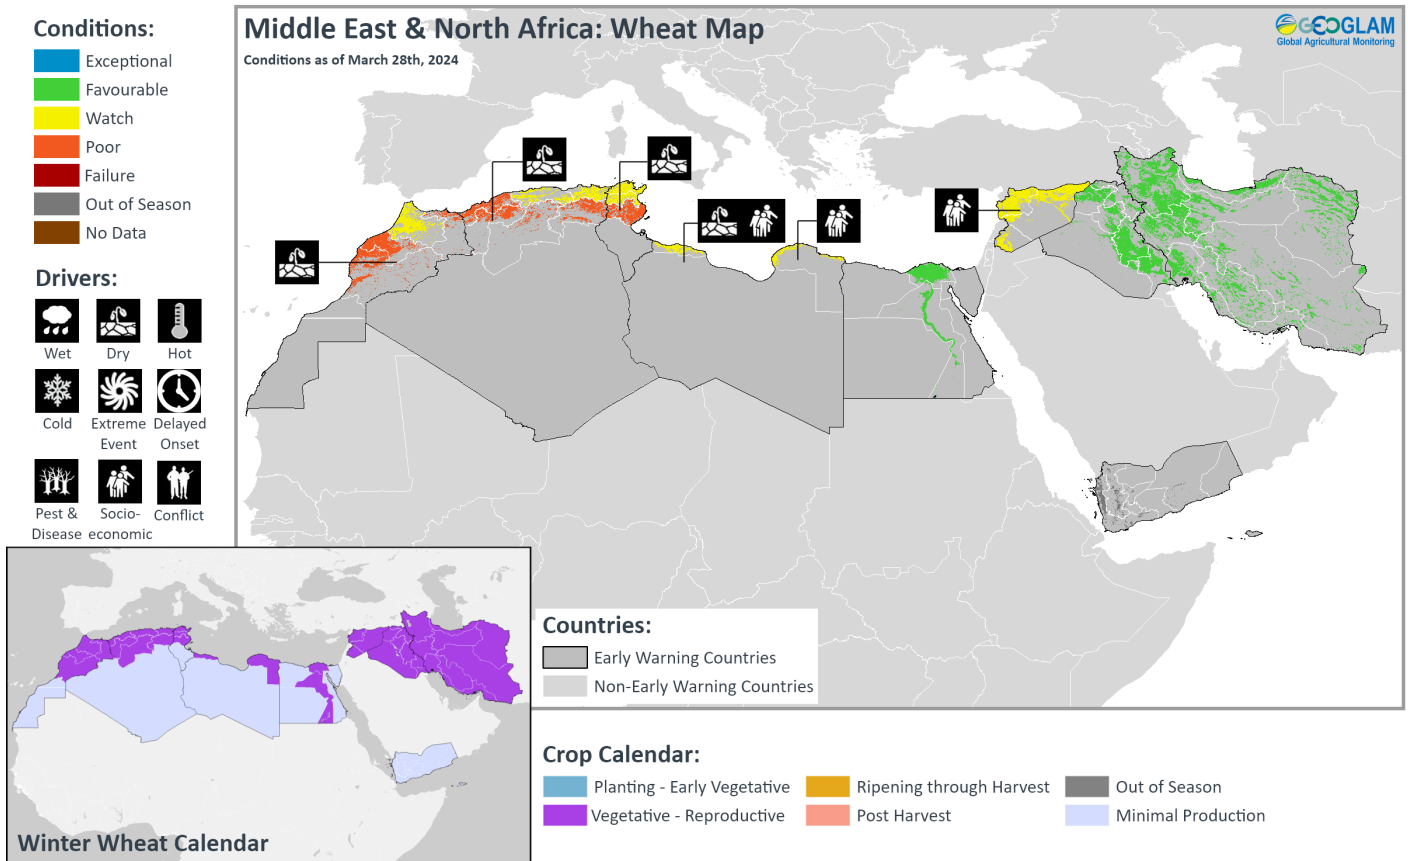 Conditions:
Exceptional
Favourable
Watch
Poor
Failure
Out of Season
No Data
Drivers:
Wet
Dry
Hot
Cold
Extreme
Event
Delayed
Onset
Pest &
Disease
Socio-
economic
Conflict
Middle East & North Africa: Wheat Map
Conditions as of March 28th, 2024
GEOGLAM
Global Agricultural Monitoring
Countries:
Early Warning Countries
Non-Early Warning Countries
Winter Wheat Calendar
Crop Calendar:
Planting - Early Vegetative
Vegetative - Reproductive
Ripening through Harvest
Post Harvest
Out of Season
Minimal Production